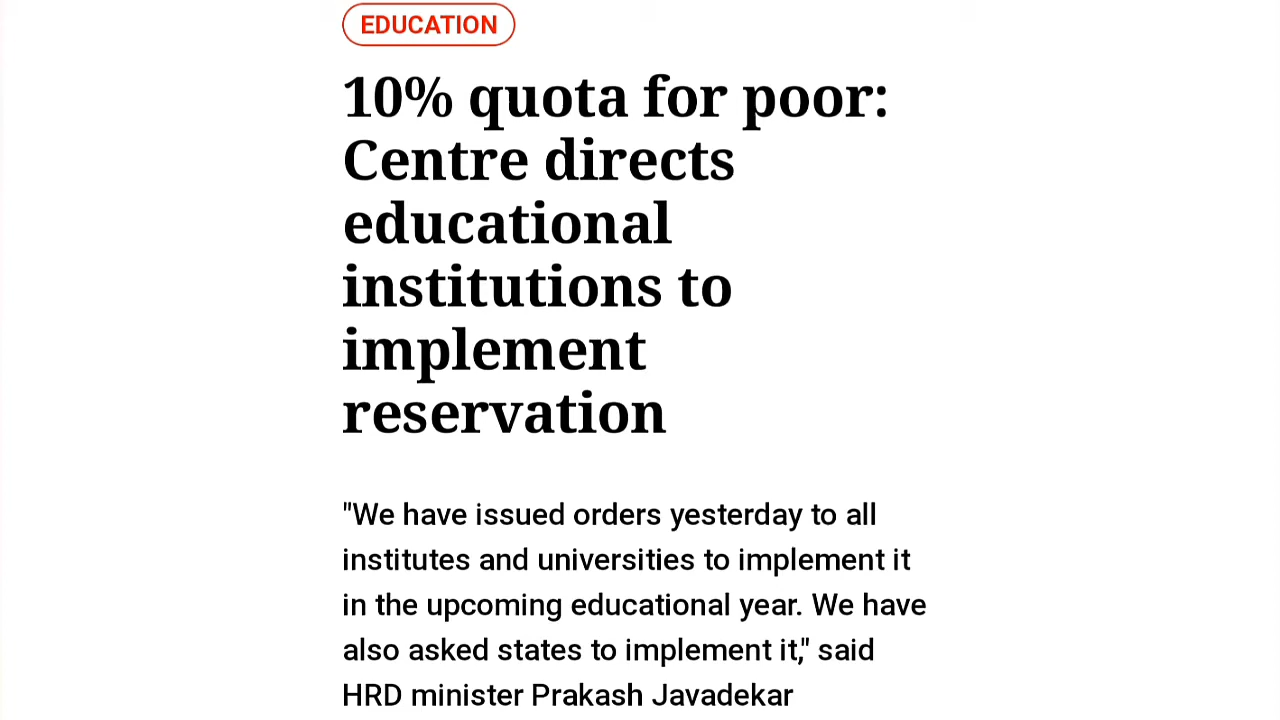 EDUCATION
10% quota for poor:
Centre directs
educational
institutions to
implement
reservation
"We have issued orders yesterday to all
institutes and universities to implement it
in the upcoming educational year. We have
also asked states to implement it," said
HRD minister Prakash Javadekar